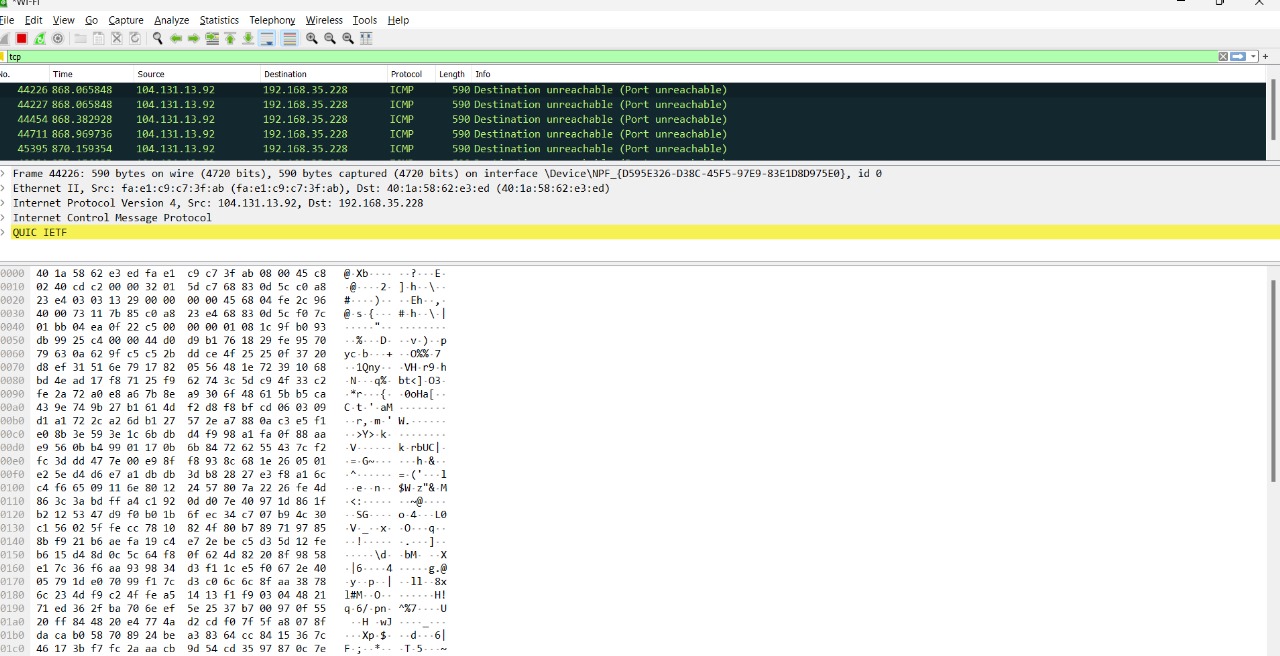 *Wi-Fi
File Edit View Go Capture Analyze Statistics Telephony Wireless Tools Help
tcp
No. Time Source Destination Protocol Length Info
44226 868.065848 104.131.13.92 192.168.35.228 ICMP 590 Destination unreachable (Port unreachable)
44227 868.065848 104.131.13.92 192.168.35.228 ICMP 590 Destination unreachable (Port unreachable)
44454 868.382928 104.131.13.92 192.168.35.228 ICMP 590 Destination unreachable (Port unreachable)
44711 868.969736 104.131.13.92 192.168.35.228 ICMP 590 Destination unreachable (Port unreachable)
45395 870.159354 104.131.13.92 192.168.35.228 ICMP 590 Destination unreachable (Port unreachable)
Frame 44226: 590 bytes on wire (4720 bits), 590 bytes captured (4720 bits) on interface \Device\NPF_{D595E326-D38C-45F5-97E9-83E1D8D975E0}, id 0
Ethernet II, Src: fa:e1:c9:c7:3f:ab (fa:e1:c9:c7:3f:ab), Dst: 40:1a:58:62:e3:ed (40:1a:58:62:e3:ed)
Internet Protocol Version 4, Src: 104.131.13.92, Dst: 192.168.35.228
Internet Control Message Protocol
QUIC IETF
0000 40 1a 58 62 e3 ed fa e1 c9 c7 3f ab 08 00 45 c8 @·Xb···· ··?···E·
0010 02 40 cd c2 00 00 32 01 5d c7 68 83 0d 5c c0 a8 ·@····2· ]·h··\··
0020 23 e4 03 03 13 29 00 00 00 00 45 68 04 fe 2c 96 #····)·· ··Eh··,·
0030 40 00 73 11 7b 85 c0 a8 23 e4 68 83 0d 5c f0 7c @·s·{··· #·h··\·|
0040 01 bb 04 ea 0f 22 c5 00 00 00 01 08 1c 9f b0 93 ·····"·· ········
0050 db 99 25 c4 00 00 44 d0 d9 b1 76 18 29 fe 95 70 ··%···D· ··v·)··p
0060 79 63 0a 62 9f c5 c5 2b dd ce 4f 25 25 0f 37 20 yc·b···+ ··O%%·7
0070 d8 ef 31 51 6e 79 17 82 05 56 48 1e 72 39 10 68 ··1Qny·· ·VH·r9·h
0080 bd 4e ad 17 f8 71 25 f9 62 74 3c 5d c9 4f 33 c2 ·N···q%· bt<]·O3·
0090 fe 2a 72 a0 e8 a6 7b 8e a9 30 6f 48 61 5b b5 ca ·*r···{· ·0oHa[··
00a0 43 9e 74 9b 27 b1 61 4d f2 d8 f8 bf cd 06 03 09 C·t·'·aM ········
00b0 d1 a1 72 2c a2 6d b1 27 57 2e a7 88 0a c3 e5 f1 ··r,·m·' W.······
00c0 e0 8b 3e 59 3e 1c 6b db d4 f9 98 a1 fa 0f 88 aa ··>Y>·k· ········
00d0 e9 56 0b b4 99 01 17 0b 6b 84 72 62 55 43 7c f2 ·V······ k·rbUC|·
00e0 fc 3d dd 47 7e 00 e9 8f f8 93 8c 68 1e 26 05 01 ·=·G~··· ···h·&··
00f0 e2 5e d4 d6 e7 a1 db db 3d b8 28 27 e3 f8 a1 6c ·^······ =·('···l
0100 c4 f6 65 09 11 6e 80 12 24 57 80 7a 22 26 fe 4d ··e··n·· $W·z"&·M
0110 86 3c 3a bd ff a4 c1 92 0d d0 7e 40 97 1d 86 1f ·<:····· ··~@····
0120 b2 12 53 47 d9 f0 b0 1b 6f ec 34 c7 07 b9 4c 30 ··SG···· o·4···L0
0130 c1 56 02 5f fe cc 78 10 82 4f 80 b7 89 71 97 85 ·V·_··x· ·O···q··
0140 8b f9 21 b6 ae fa 19 c4 e7 2e be c5 d3 5d 12 fe ··!····· ·.···]··
0150 b6 15 d4 8d 0c 5c 64 f8 0f 62 4d 82 20 8f 98 58 ·····\d· ·bM· ··X
0160 e1 7c 36 f6 aa 93 98 34 d3 f1 1c e5 f0 67 2e 40 ·|6····4 ·····g.@
0170 05 79 1d e0 70 99 f1 7c d3 c0 6c 6c 8f aa 38 78 ·y··p··| ··ll··8x
0180 6c 23 4d f9 c2 4f fe a5 14 13 f1 f9 03 04 48 21 l#M··O·· ······H!
0190 71 ed 36 2f ba 70 6e ef 5e 25 37 b7 00 97 0f 55 q·6/·pn· ^%7····U
01a0 20 ff 84 48 20 e4 77 4a d2 cd f0 7f 5f a8 07 8f ··H ·wJ ····_···
01b0 da ca b0 58 70 89 24 be a3 83 64 cc 84 15 36 7c ···Xp·$· ··d···6|
01c0 46 17 3b f7 fc 2a aa cb 9d 54 cd 35 97 87 0c 7e F·;··*·· ·T·5···~